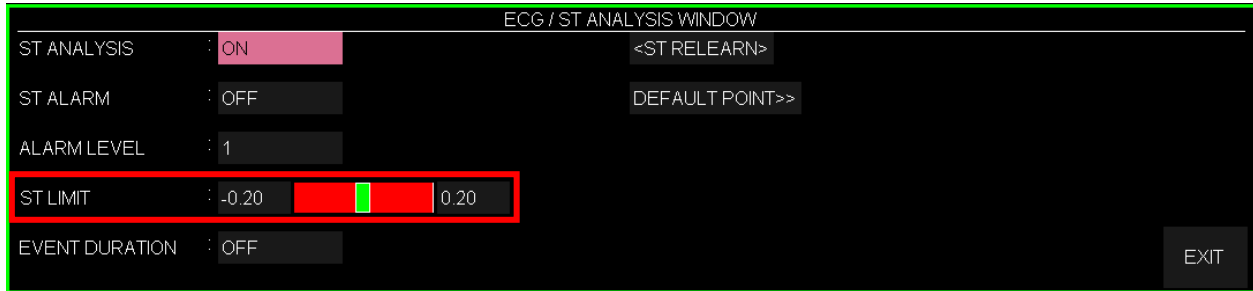 ECG / ST ANALYSIS WINDOW
ST ANALYSIS : ON <ST RELEARN>
ST ALARM : OFF DEFAULT POINT>>
ALARM LEVEL : 1
ST LIMIT : -0.20 0.20
EVENT DURATION : OFF
EXIT